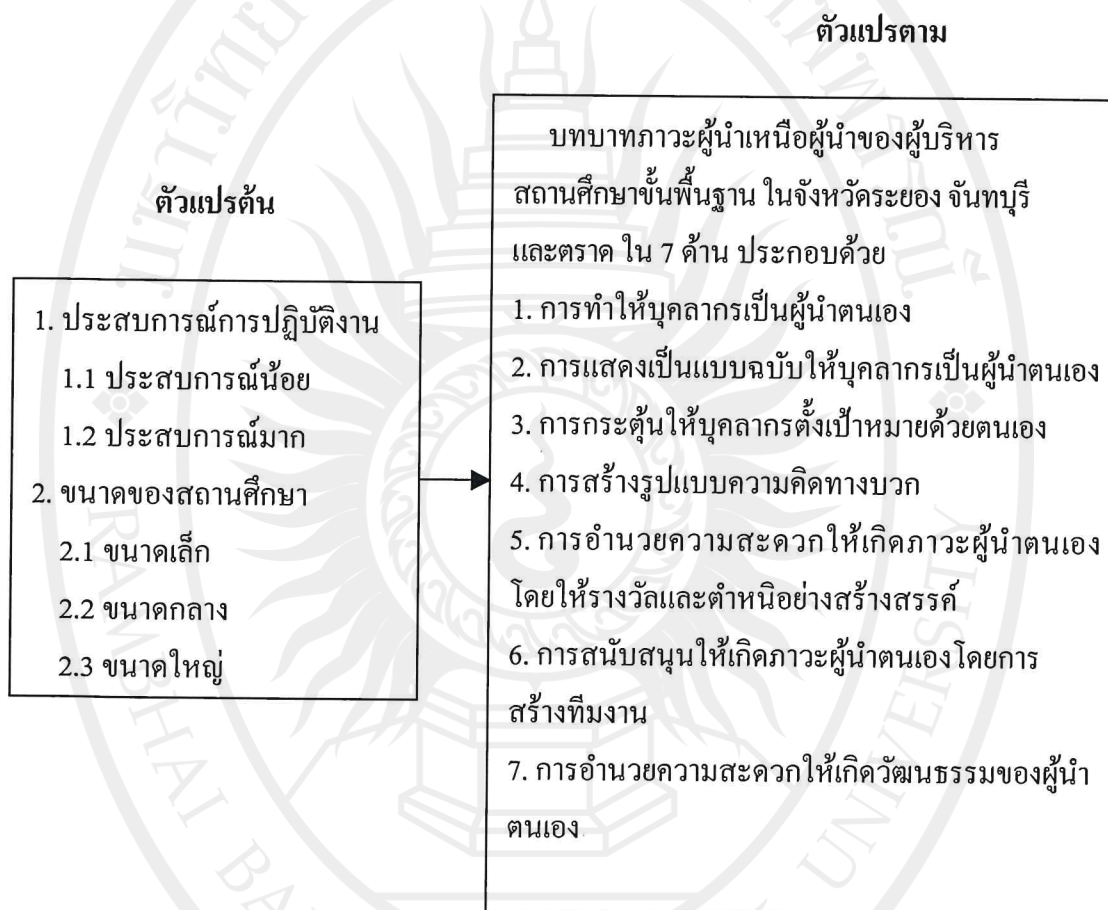 ตัวแปรตาม
ตัวแปรต้น
1. ประสบการณ์การปฏิบัติงาน
1.1 ประสบการณ์น้อย
1.2 ประสบการณ์มาก
2. ขนาดของสถานศึกษา
2.1 ขนาดเล็ก
2.2 ขนาดกลาง
2.3 ขนาดใหญ่
บทบาทภาวะผู้นำเหนือผู้นำของผู้บริหาร
สถานศึกษาขั้นพื้นฐาน ในจังหวัดระยอง จันทบุรี
และตราด ใน 7 ด้าน ประกอบด้วย
1. การทำให้บุคลากรเป็นผู้นำตนเอง
2. การแสดงเป็นแบบฉบับให้บุคลากรเป็นผู้นำตนเอง
3. การกระตุ้นให้บุคลากรตั้งเป้าหมายด้วยตนเอง
4. การสร้างรูปแบบความคิดทางบวก
5. การอำนวยความสะดวกให้เกิดภาวะผู้นำตนเอง
โดยให้รางวัลและตำหนิอย่างสร้างสรรค์
6. การสนับสนุนให้เกิดภาวะผู้นำตนเองโดยการ
สร้างทีมงาน
7. การอำนวยความสะดวกให้เกิดวัฒนธรรมของผู้นำ
ตนเอง
RAMBHAI BA
UNIVERSITY